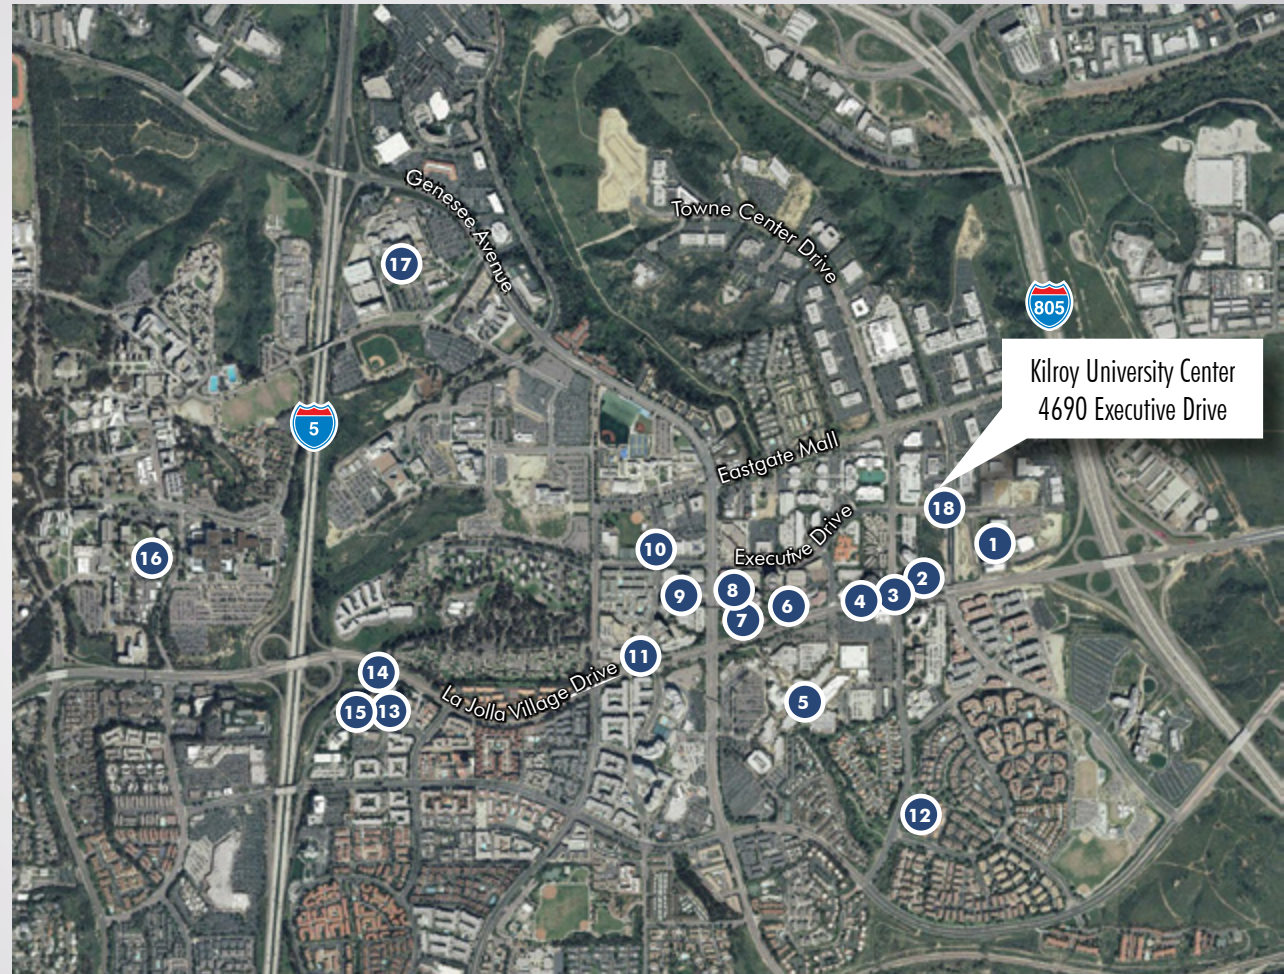 Genesee Avenue
Towne Center Drive
17
805
Kilroy University Center
4690 Executive Drive
5
Eastgate Mall
18
Executive Drive
10
1
16
2
8
9
3
4
6
7
11
14
La Jolla Village Drive
5
15
13
12